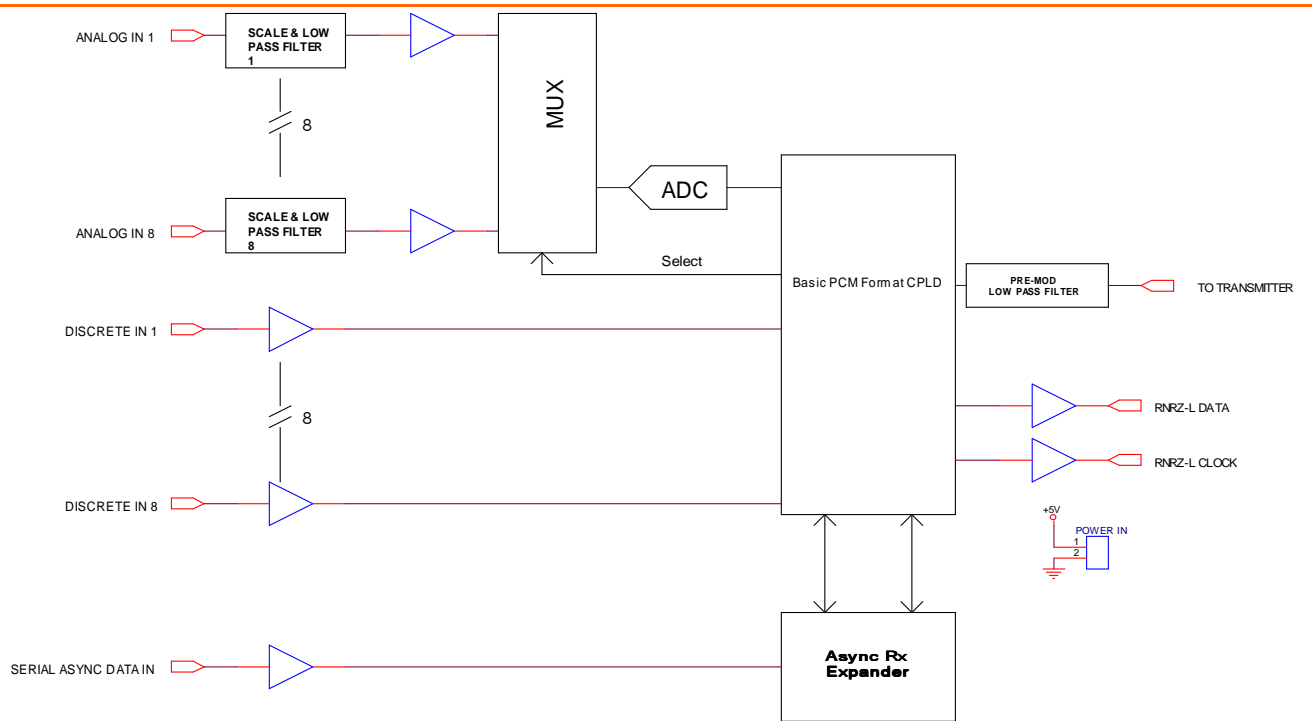 ANALOG IN 1
SCALE & LOW
PASS FILTER
1
MUX
8
ADC
ANALOG IN 8
SCALE & LOW
PASS FILTER
8
Select
Basic PCM Format CPLD
PRE-MOD
LOW PASS FILTER
TO TRANSMITTER
DISCRETE IN 1
8
RNRZ-L DATA
RNRZ-L CLOCK
DISCRETE IN 8
+5V
POWER IN
1
2
Async Rx
Expander
SERIAL ASYNC DATA IN